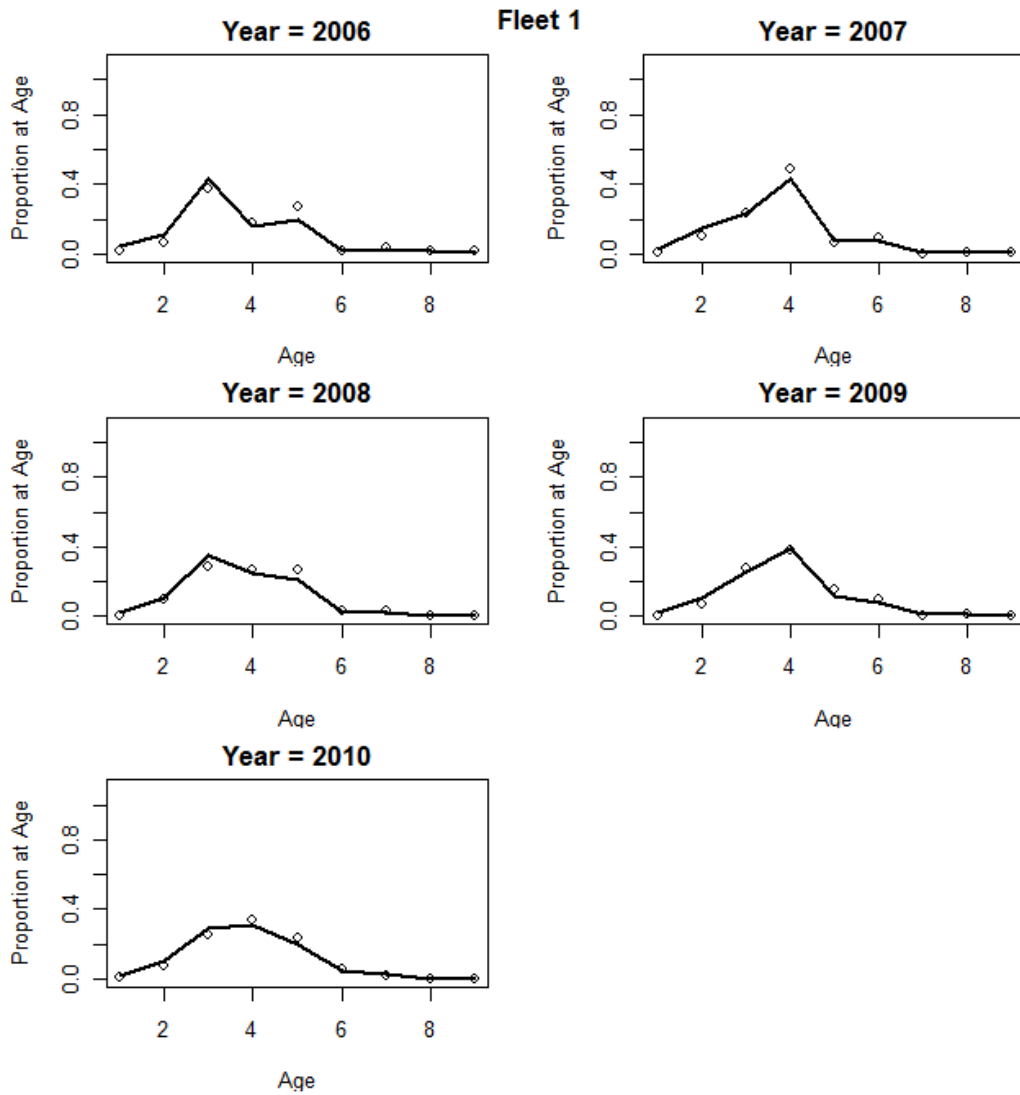 Fleet 1
Year = 2006
Proportion at Age
0.0 0.4 0.8
2 4 6 8
Age
Year = 2007
Proportion at Age
0.0 0.4 0.8
2 4 6 8
Age
Year = 2008
Proportion at Age
0.0 0.4 0.8
2 4 6 8
Age
Year = 2009
Proportion at Age
0.0 0.4 0.8
2 4 6 8
Age
Year = 2010
Proportion at Age
0.0 0.4 0.8
2 4 6 8
Age